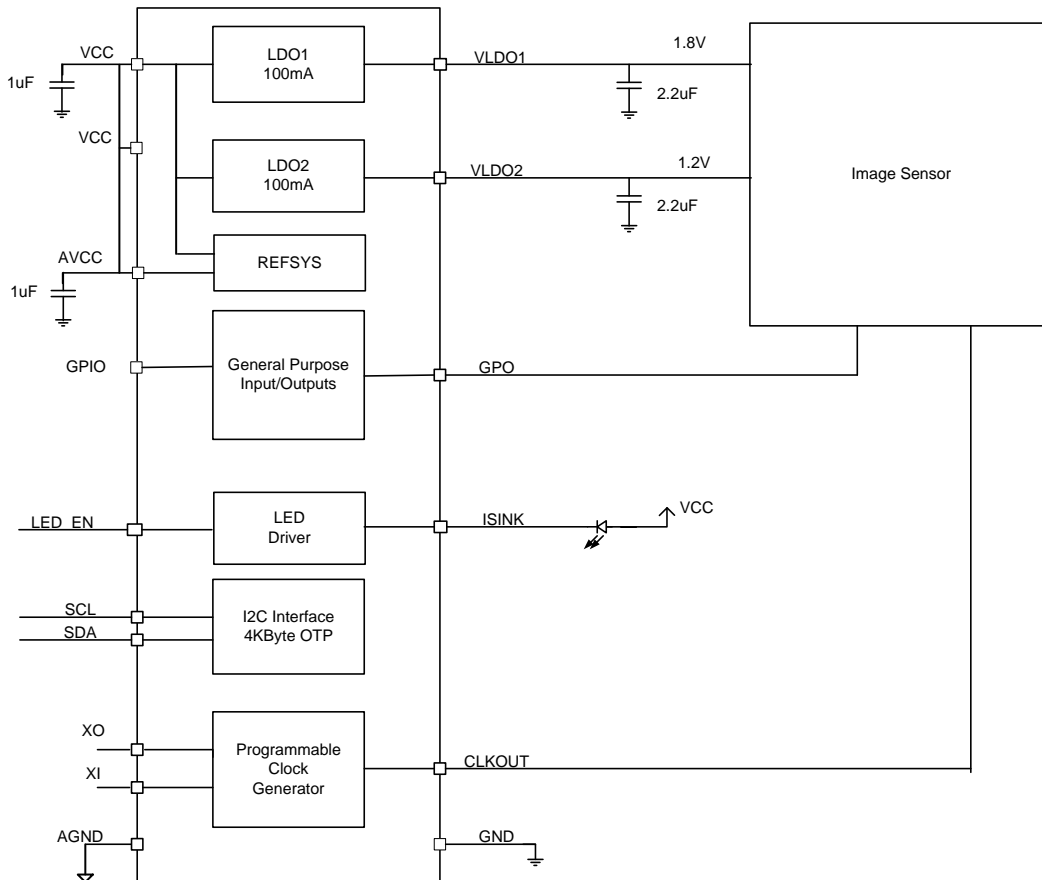 VCC
1uF
VCC
AVCC
1uF
GPIO
LED_EN
SCL
SDA
XO
XI
AGND
LDO1
100mA
LDO2
100mA
REFSYS
General Purpose
Input/Outputs
LED
Driver
I2C Interface
4KByte OTP
Programmable
Clock
Generator
VLDO1
1.8V
2.2uF
VLDO2
1.2V
2.2uF
GPO
ISINK
VCC
CLKOUT
GND
Image Sensor